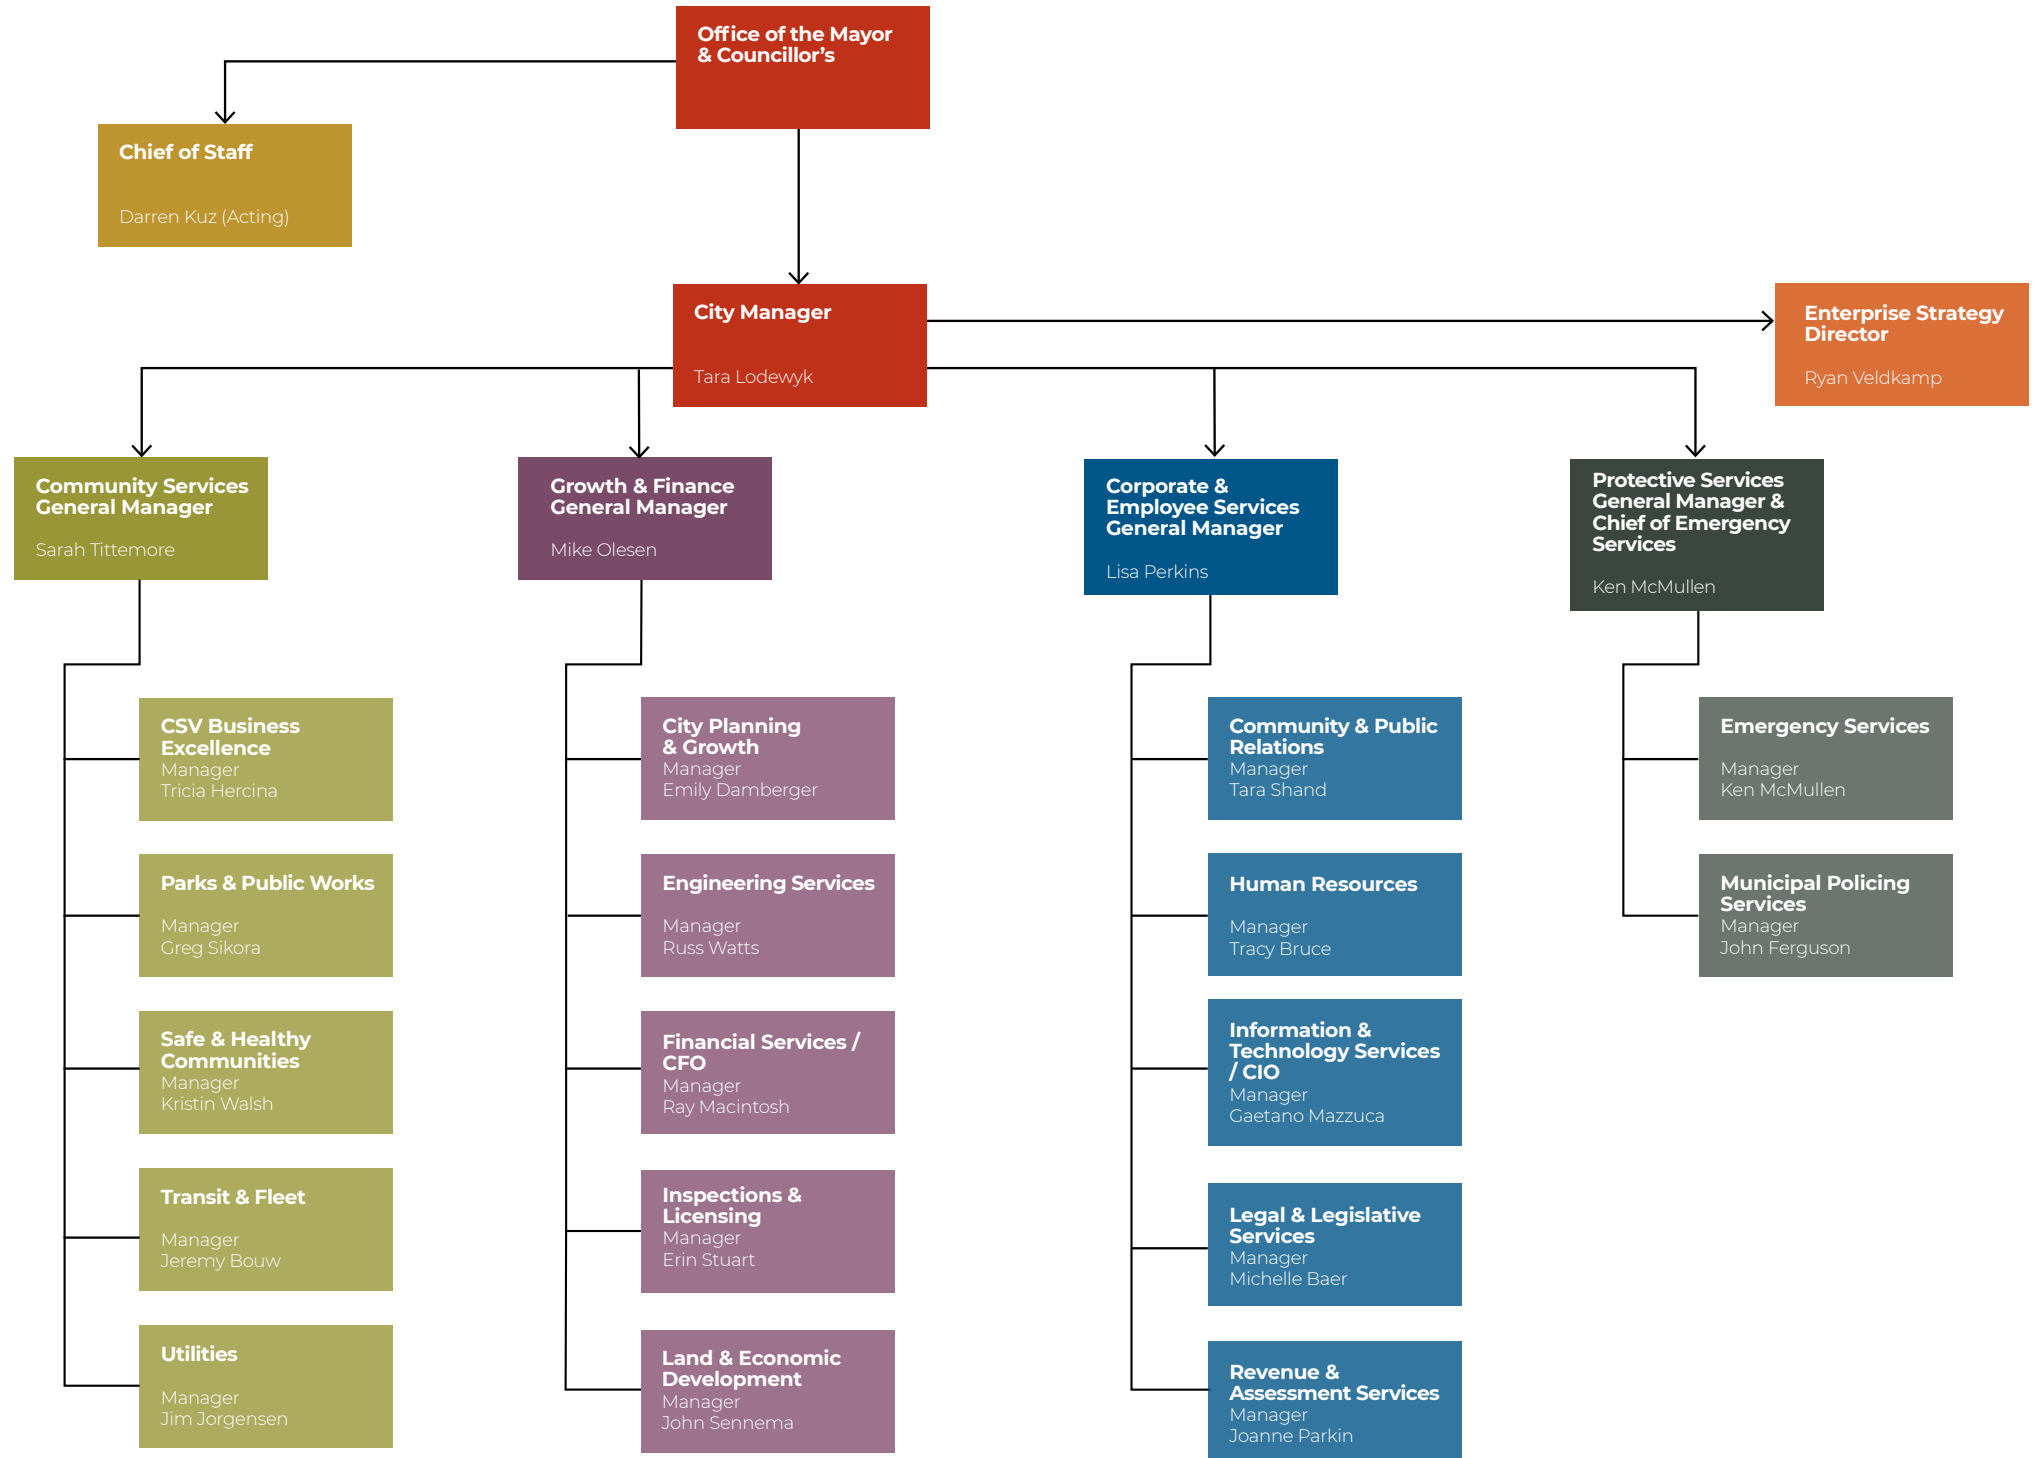 Office of the Mayor
& Councillor's
Chief of Staff
Darren Kuz (Acting)
City Manager
Tara Lodewyk
Enterprise Strategy
Director
Ryan Veldkamp
Community Services
General Manager
Sarah Tittemore
Growth & Finance
General Manager
Mike Olesen
Corporate &
Employee Services
General Manager
Lisa Perkins
Protective Services
General Manager &
Chief of Emergency
Services
Ken McMullen
CSV Business
Excellence
Manager
Tricia Hercina
Parks & Public Works
Manager
Greg Sikora
Safe & Healthy
Communities
Manager
Kristin Walsh
Transit & Fleet
Manager
Jeremy Bouw
Utilities
Manager
Jim Jorgensen
City Planning
& Growth
Manager
Emily Damberger
Engineering Services
Manager
Russ Watts
Financial Services /
CFO
Manager
Ray Macintosh
Inspections &
Licensing
Manager
Erin Stuart
Land & Economic
Development
Manager
John Sennema
Community & Public
Relations
Manager
Tara Shand
Human Resources
Manager
Tracy Bruce
Information &
Technology Services
/ CIO
Manager
Gaetano Mazzuca
Legal & Legislative
Services
Manager
Michelle Baer
Revenue &
Assessment Services
Manager
Joanne Parkin
Emergency Services
Manager
Ken McMullen
Municipal Policing
Services
Manager
John Ferguson